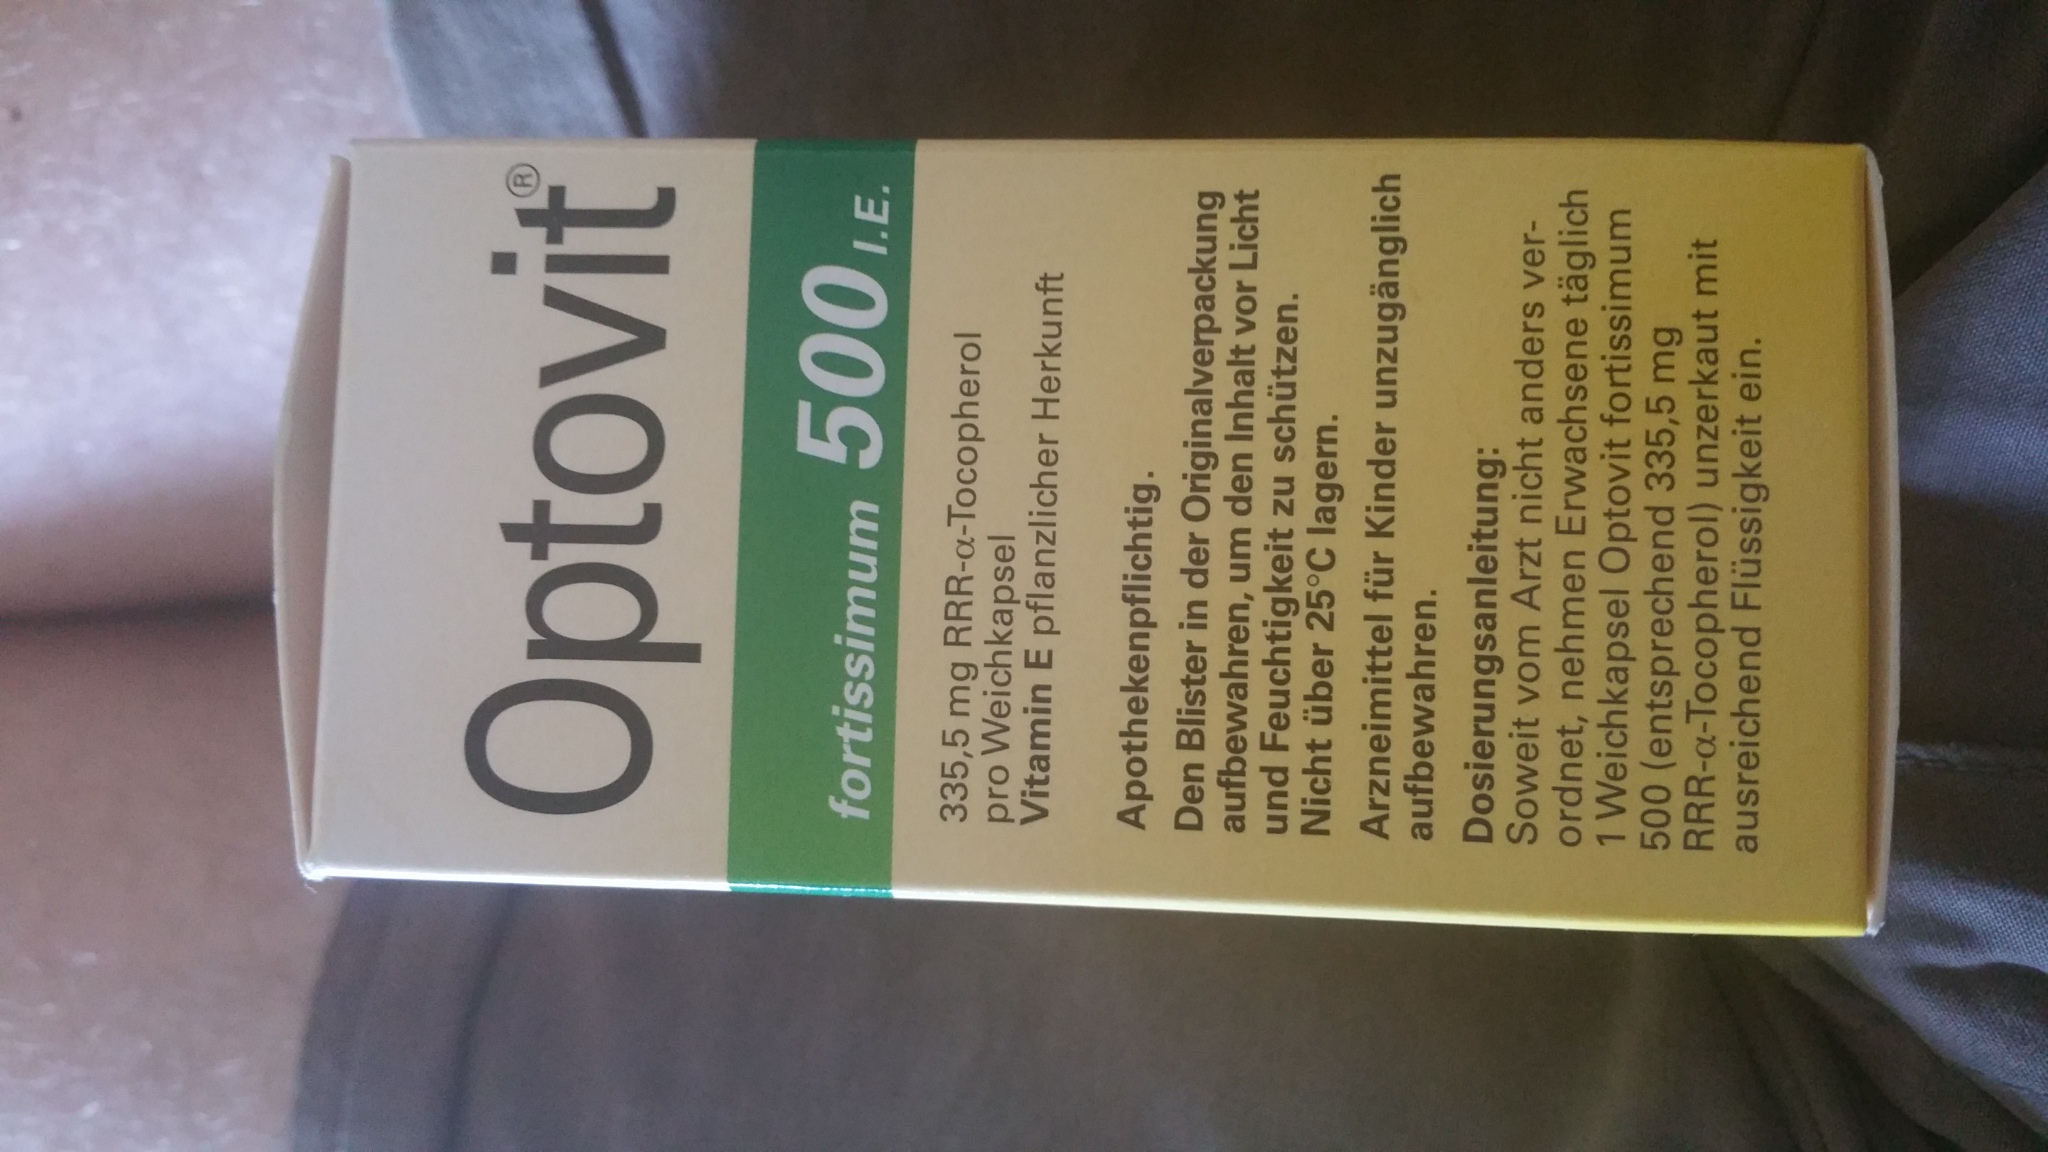 Optovit®
fortissimum 500 I.E.
335,5 mg RRR-α-Tocopherol
pro Weichkapsel
Vitamin E pflanzlicher Herkunft
Apothekenpflichtig.
Den Blister in der Originalverpackung
aufbewahren, um den Inhalt vor Licht
und Feuchtigkeit zu schützen.
Nicht über 25°C lagern.
Arzneimittel für Kinder unzugänglich
aufbewahren.
Dosierungsanleitung:
Soweit vom Arzt nicht anders ver-
ordnet, nehmen Erwachsene täglich
1 Weichkapsel Optovit fortissimum
500 (entsprechend 335,5 mg
RRR-α-Tocopherol) unzerkaut mit
ausreichend Flüssigkeit ein.